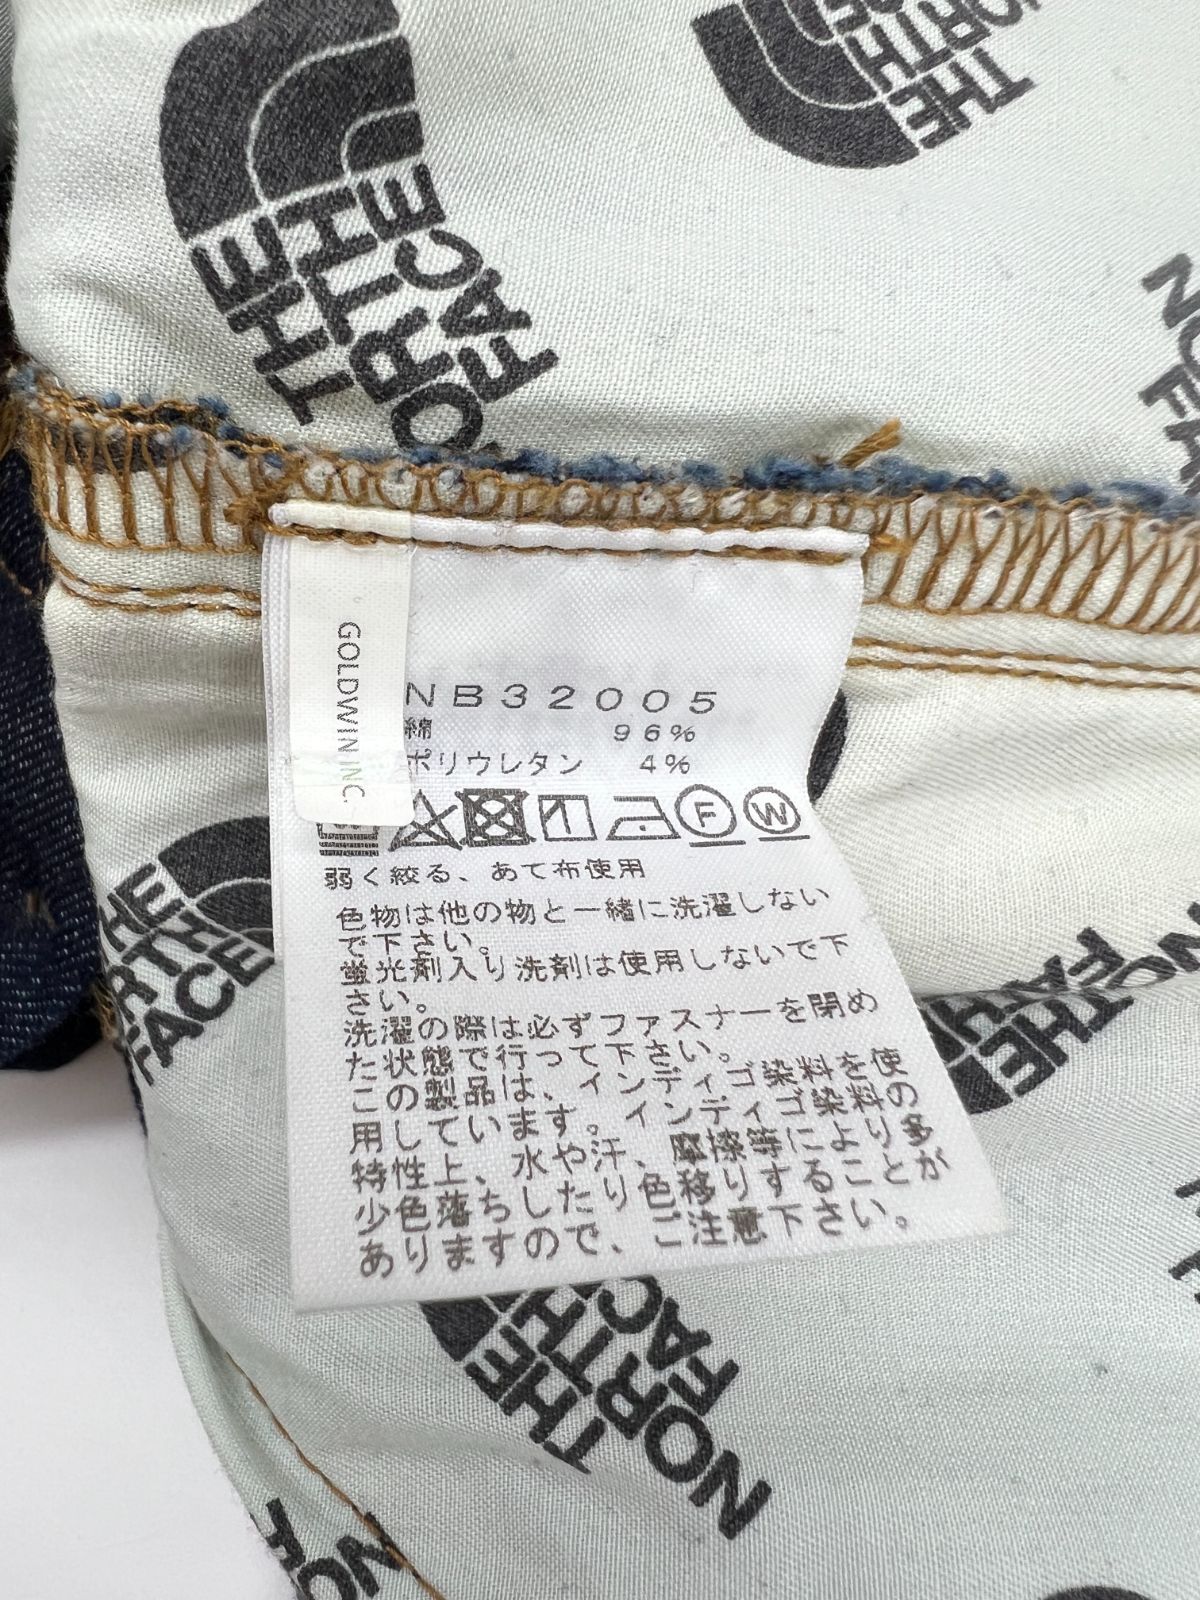 THE
NORTH
FACE
THE
NORTH
FACE
GOLDWIN INC.
NB32005
綿 96%
ポリウレタン 4%
F
W
弱く絞る、あて布使用
色物は他の物と一緒に洗濯しない
で下さい。
蛍光剤入り洗剤は使用しないで下
さい。
洗濯の際は必ずファスナーを閉め
た状態で行って下さい。
この製品は、インディゴ染料を使
用しています。インディゴ染料の
特性上、水や汗、摩擦等により多
少色落ちしたり色移りすることが
ありますので、ご注意下さい。
THE
NORTH
FACE
THE
NORTH
FACE
THE
NORTH
FACE